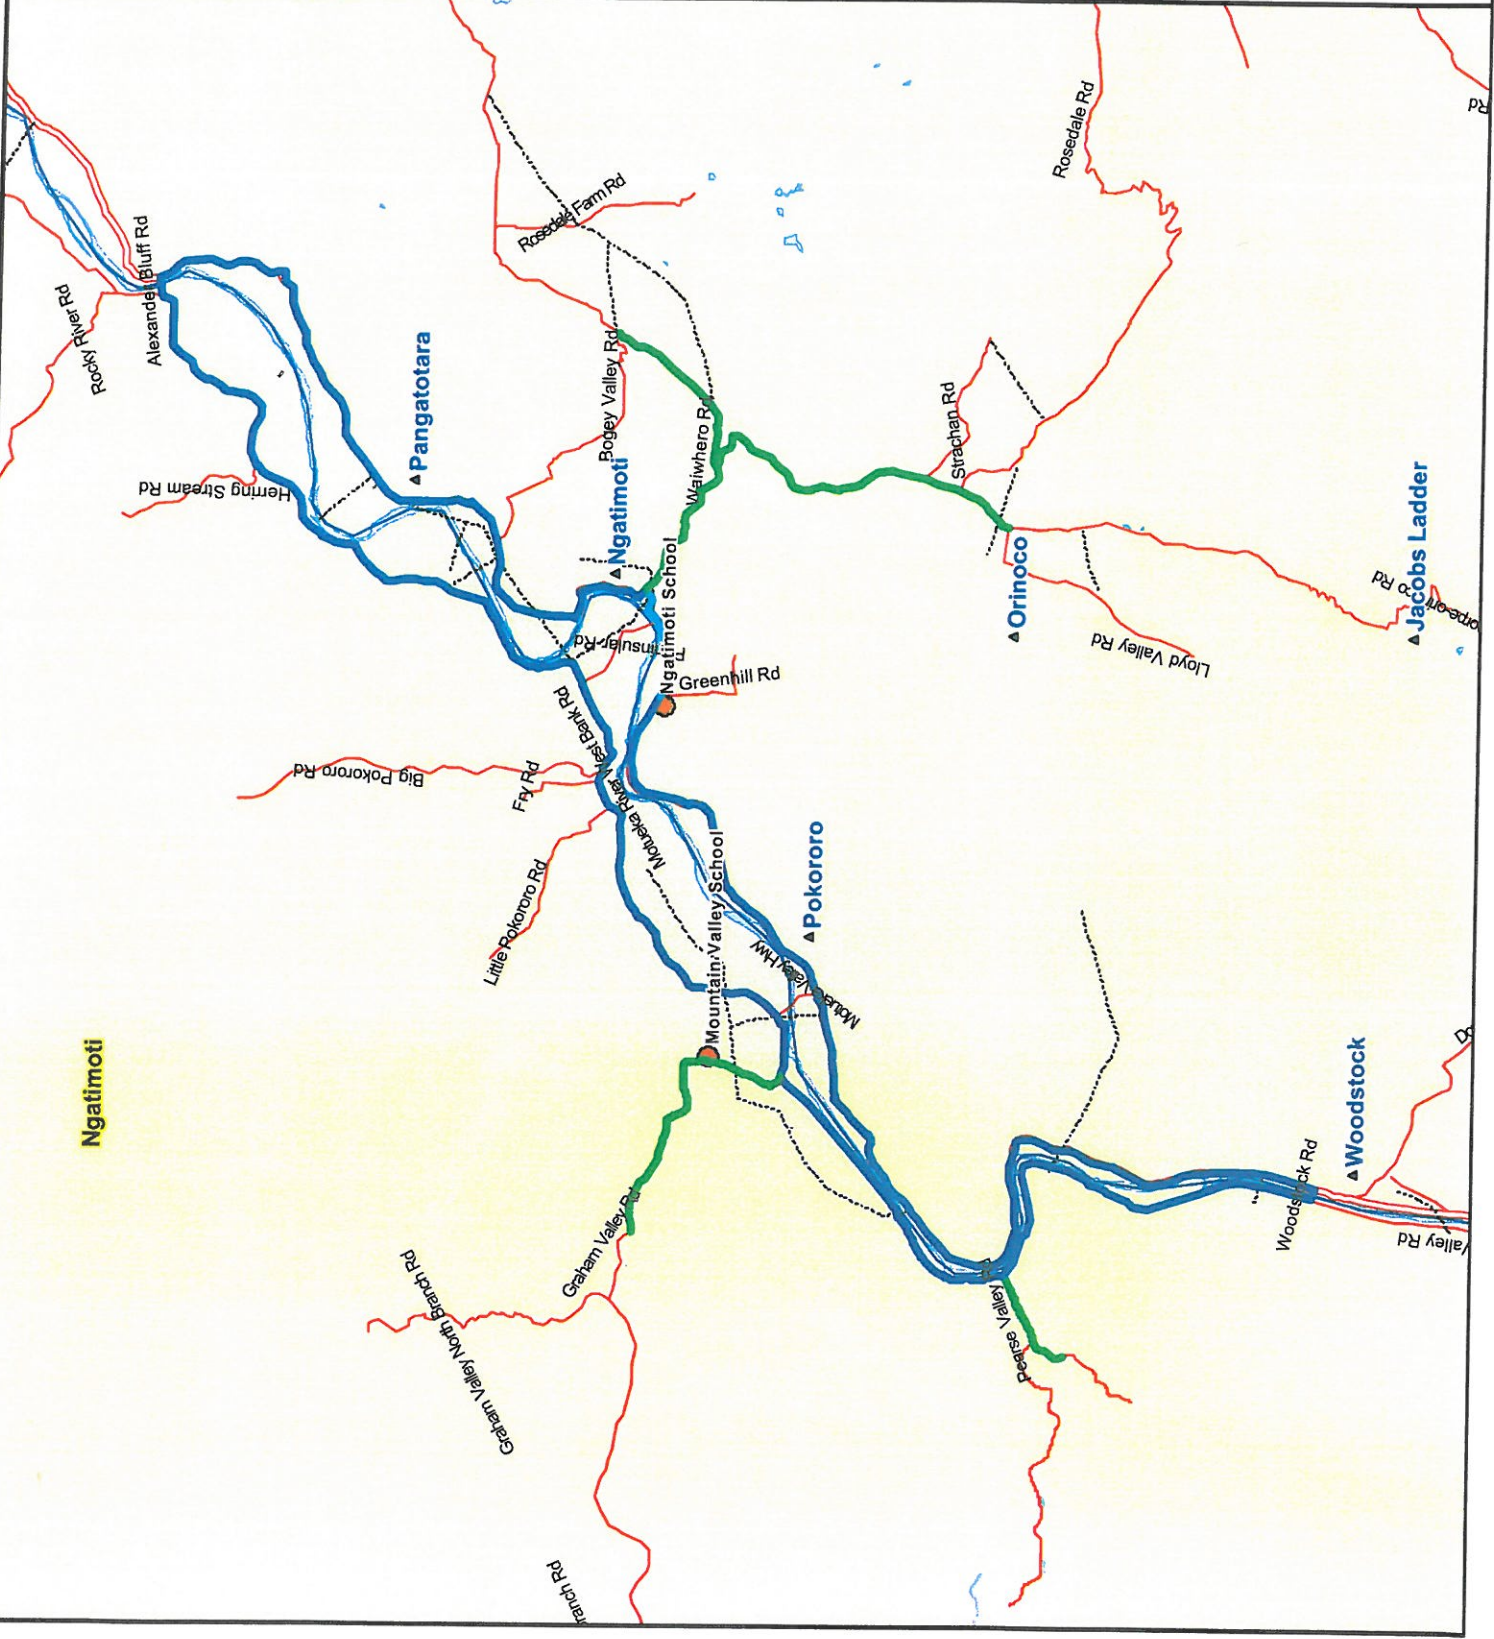 Ngatimoti
Rd
Rosedale Rd
Rosedale Farm Rd
Alexander Bluff Rd
Rocky River Rd
Pangatotara
Bogey Valley Rd
Waiwhero Rd
Strachan Rd
Herring Stream Rd
Ngatimoti
Ngatimoti School
Orinoco
Jacobs Ladder
Lloyd Valley Rd
Greenhill Rd
Motueka River West Bank Rd
Big Pokororo Rd
Fry Rd
Little Pokororo Rd
Mountain Valley School
Pokororo
Motueka Valley Hwy
Woodstock
Woodstock Rd
Graham Valley Rd
Graham Valley North Branch Rd
Pearse Valley Rd
alley Rd
ranch Rd